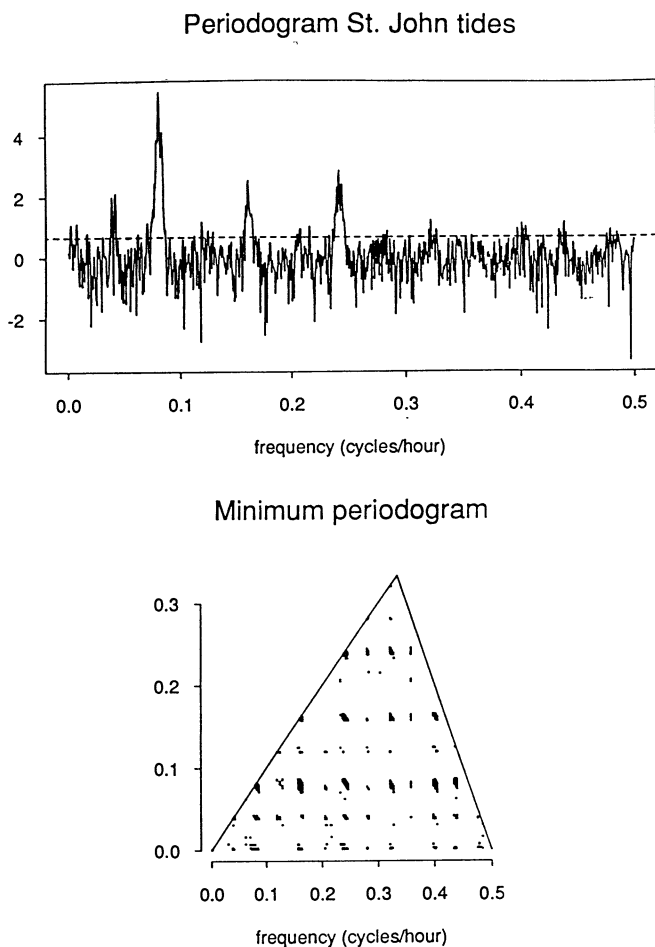 Periodogram St. John tides
4
2
0
-2
0.0 0.1 0.2 0.3 0.4 0.5
frequency (cycles/hour)
Minimum periodogram
0.3
0.2
0.1
0.0
0.0 0.1 0.2 0.3 0.4 0.5
frequency (cycles/hour)